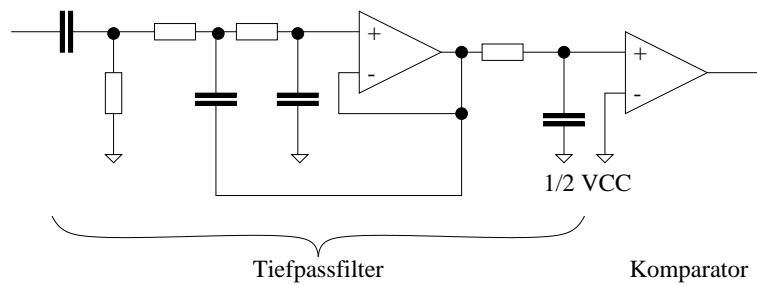 +
-
+
-
1/2 VCC
Tiefpassfilter
Komparator